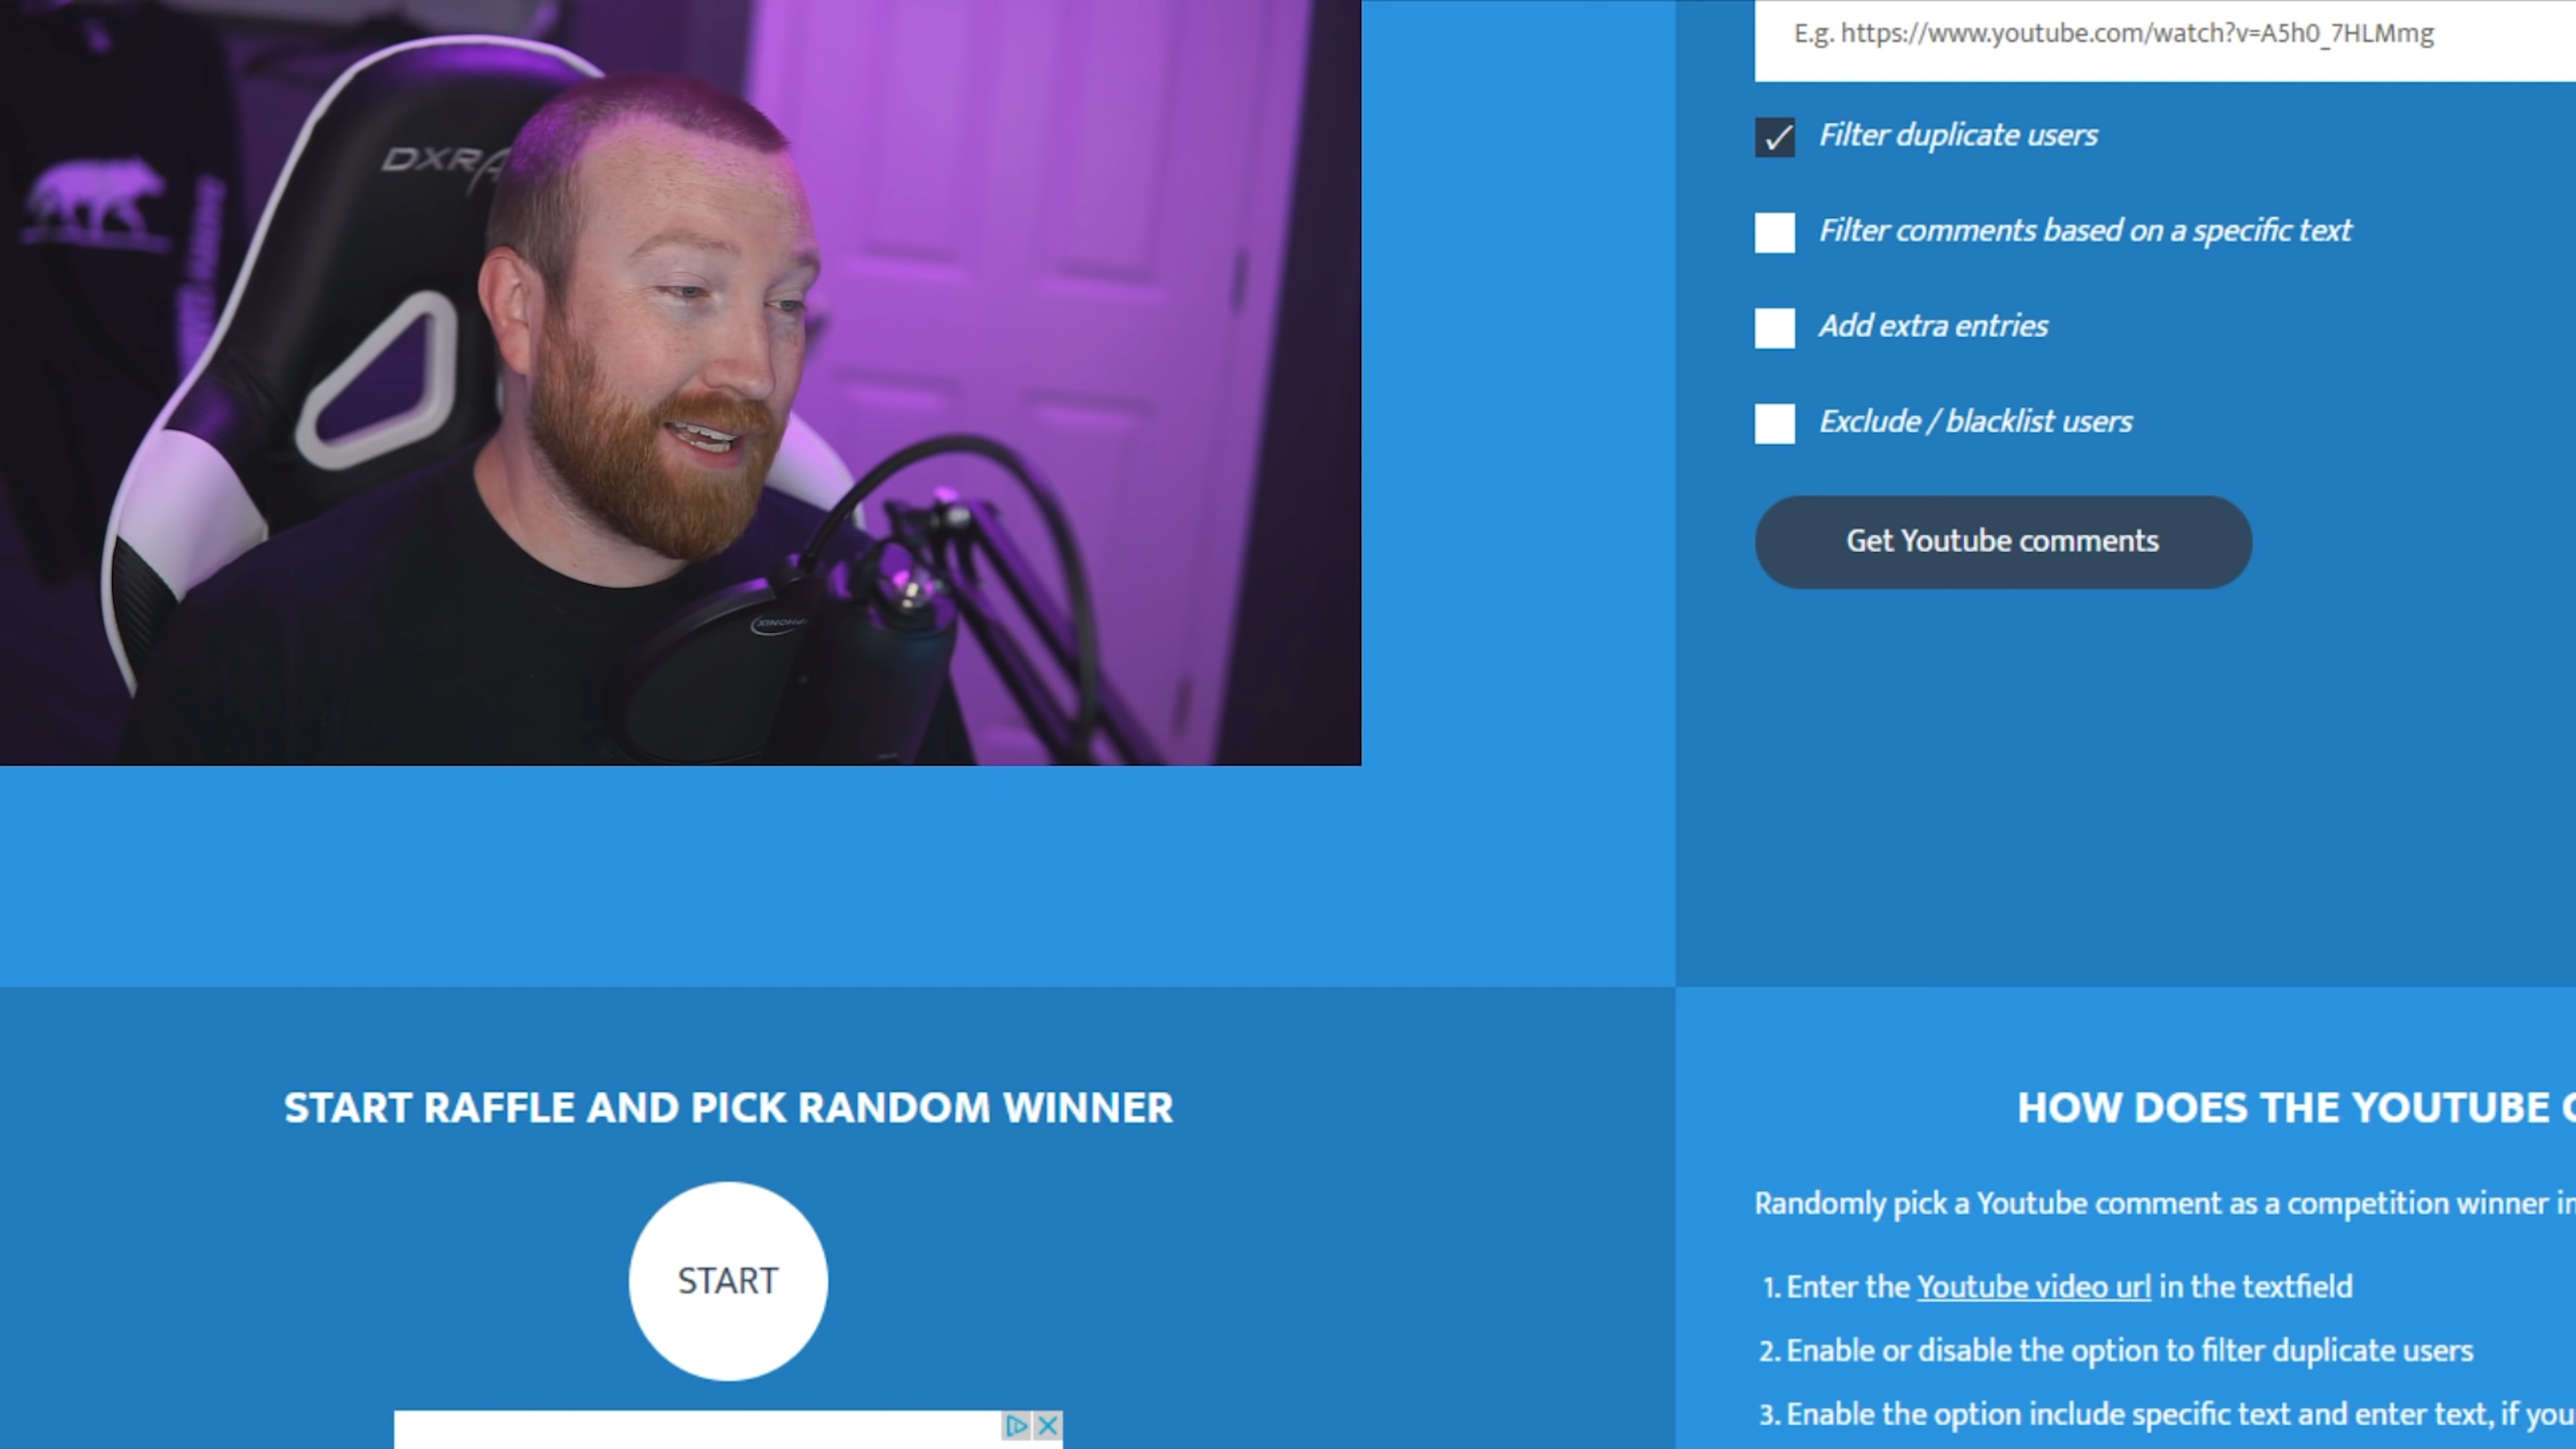 E.g. https://www.youtube.com/watch?v=A5h0_7HLMmg
Filter duplicate users
Filter comments based on a specific text
Add extra entries
Exclude / blacklist users
Get Youtube comments
START RAFFLE AND PICK RANDOM WINNER
START
HOW DOES THE YOUTUBE
Randomly pick a Youtube comment as a competition winner in
1. Enter the Youtube video url in the textfield
2. Enable or disable the option to filter duplicate users
3. Enable the option include specific text and enter text, if you